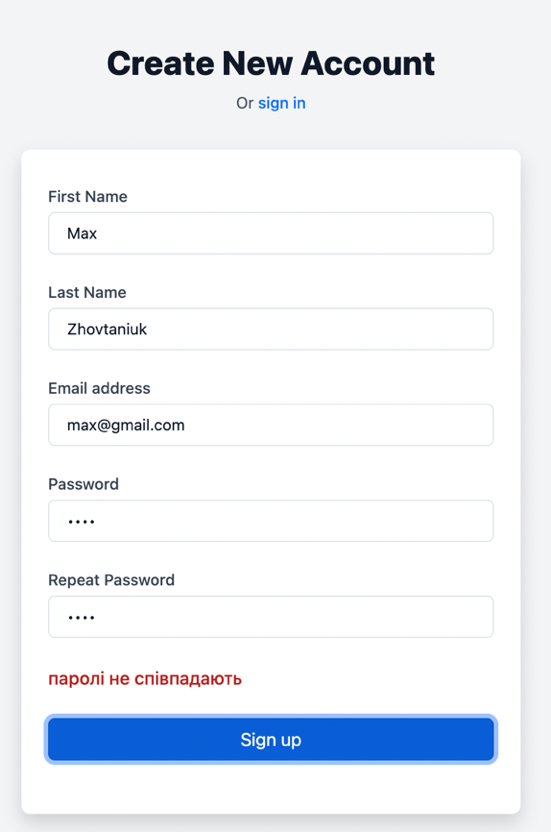 Create New Account
Or sign in
First Name
Max
Last Name
Zhovtaniuk
Email address
max@gmail.com
Password
••••
Repeat Password
••••
паролі не співпадають
Sign up